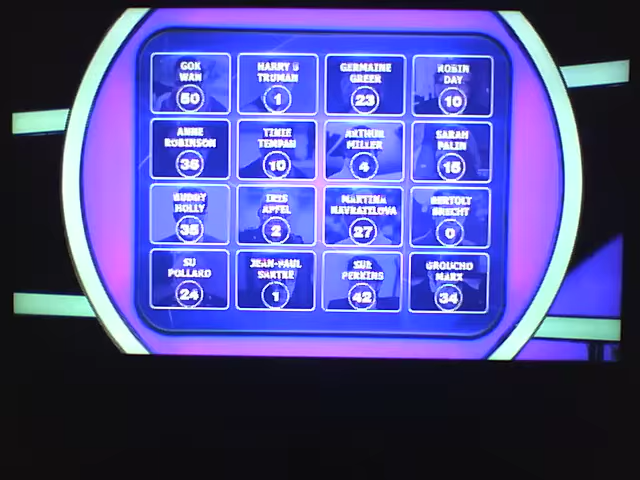 GOK WAN
50
HARRY S TRUMAN
1
GERMAINE GREER
23
ROBIN DAY
10
ANNE ROBINSON
35
TINIE TEMPAH
10
ARTHUR MILLER
4
SARAH PALIN
15
BUDDY HOLLY
35
IRIS APFEL
2
MARTINA NAVRATILOVA
27
BERTOLT BRECHT
0
SU POLLARD
24
JEAN-PAUL SARTRE
1
SUE PERKINS
42
GROUCHO MARX
34